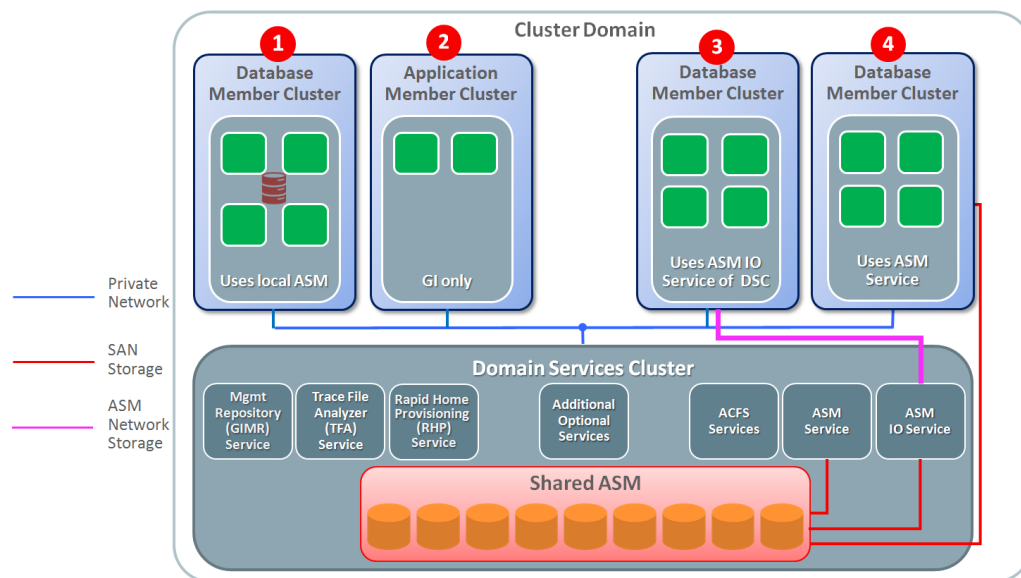 Cluster Domain
1
2
3
4
Database
Member Cluster
Application
Member Cluster
Database
Member Cluster
Database
Member Cluster
Uses local ASM
GI only
Uses ASM IO
Service of DSC
Uses ASM
Service
Private
Network
SAN
Storage
ASM
Network
Storage
Domain Services Cluster
Mgmt
Repository
(GIMR)
Service
Trace File
Analyzer
(TFA)
Service
Rapid Home
Provisioning
(RHP)
Service
Additional
Optional
Services
ACFS
Services
ASM
Service
ASM
IO Service
Shared ASM